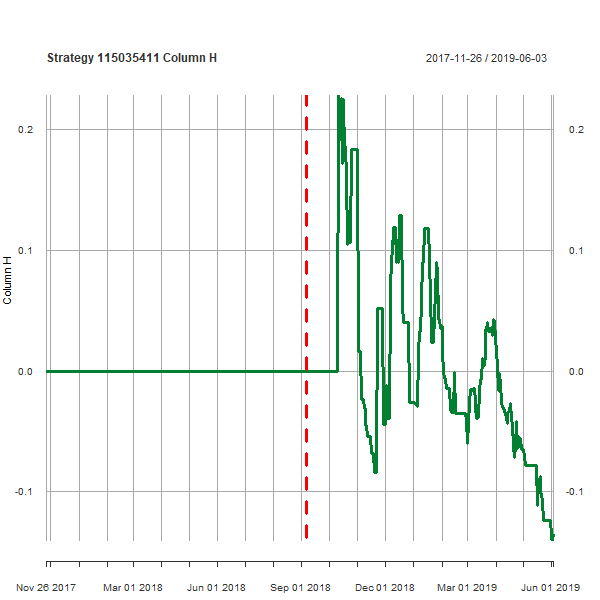 Strategy 115035411 Column H
2017-11-26 / 2019-06-03
0.2 0.2
0.1 0.1
Column H
0.0 0.0
-0.1 -0.1
Nov 26 2017 Mar 01 2018 Jun 01 2018 Sep 01 2018 Dec 01 2018 Mar 01 2019 Jun 01 2019